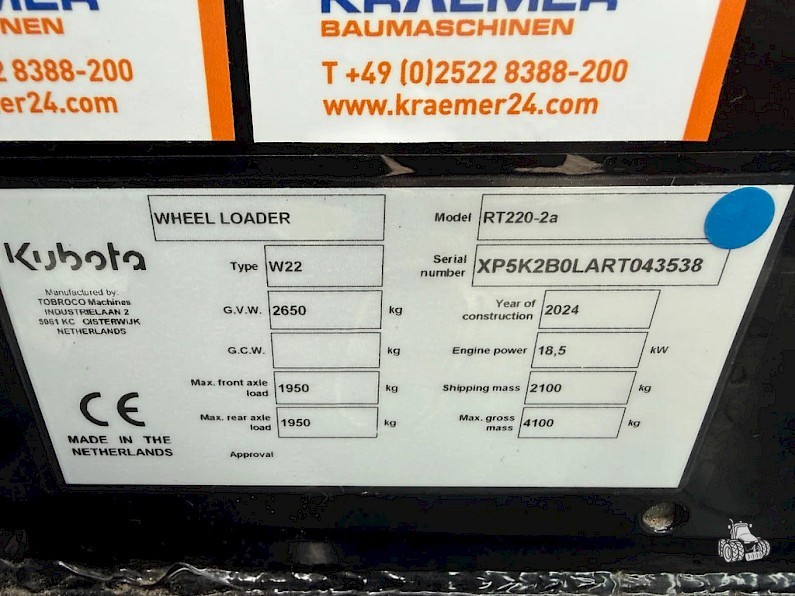 NEN
2 8388-200
er24.com
KRAEMER
BAUMASCHINEN
T +49 (0)2522 8388-200
www.kraemer24.com
WHEEL LOADER
Model RT220-2a
Kubota
Type W22
Serial number XP5K2B0LART043538
Manufactured by:
TOBROCO Machines
INDUSTRIELAAN 2
5061 KC OISTERWIJK
NETHERLANDS
G.V.W. 2650 kg
Year of construction 2024
G.C.W. kg
Engine power 18,5 kW
Max. front axle load 1950 kg
Shipping mass 2100 kg
Max. rear axle load 1950 kg
Max. gross mass 4100 kg
CE
MADE IN THE
NETHERLANDS
Approval